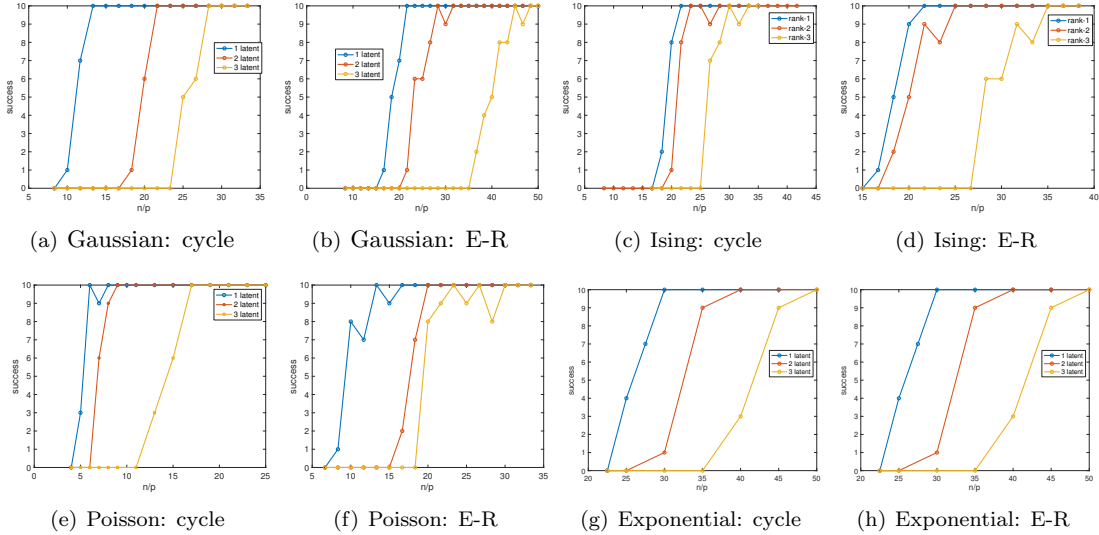 success
10
9
8
7
6
5
4
3
2
1
0
5 10 15 20 25 30 35
n/p
1 latent
2 latent
3 latent
(a) Gaussian: cycle
success
10
9
8
7
6
5
4
3
2
1
0
0 5 10 15 20 25 30 35 40 45 50
n/p
1 latent
2 latent
3 latent
(b) Gaussian: E-R
success
10
9
8
7
6
5
4
3
2
1
0
5 10 15 20 25 30 35 40 45
n/p
rank-1
rank-2
rank-3
(c) Ising: cycle
success
10
9
8
7
6
5
4
3
2
1
0
15 20 25 30 35 40
n/p
rank-1
rank-2
rank-3
(d) Ising: E-R
success
10
9
8
7
6
5
4
3
2
1
0
0 5 10 15 20 25
n/p
1 latent
2 latent
3 latent
(e) Poisson: cycle
success
10
9
8
7
6
5
4
3
2
1
0
5 10 15 20 25 30 35
n/p
1 latent
2 latent
3 latent
(f) Poisson: E-R
success
10
9
8
7
6
5
4
3
2
1
0
20 25 30 35 40 45 50
n/p
1 latent
2 latent
3 latent
(g) Exponential: cycle
success
10
9
8
7
6
5
4
3
2
1
0
20 25 30 35 40 45 50
n/p
1 latent
2 latent
3 latent
(h) Exponential: E-R